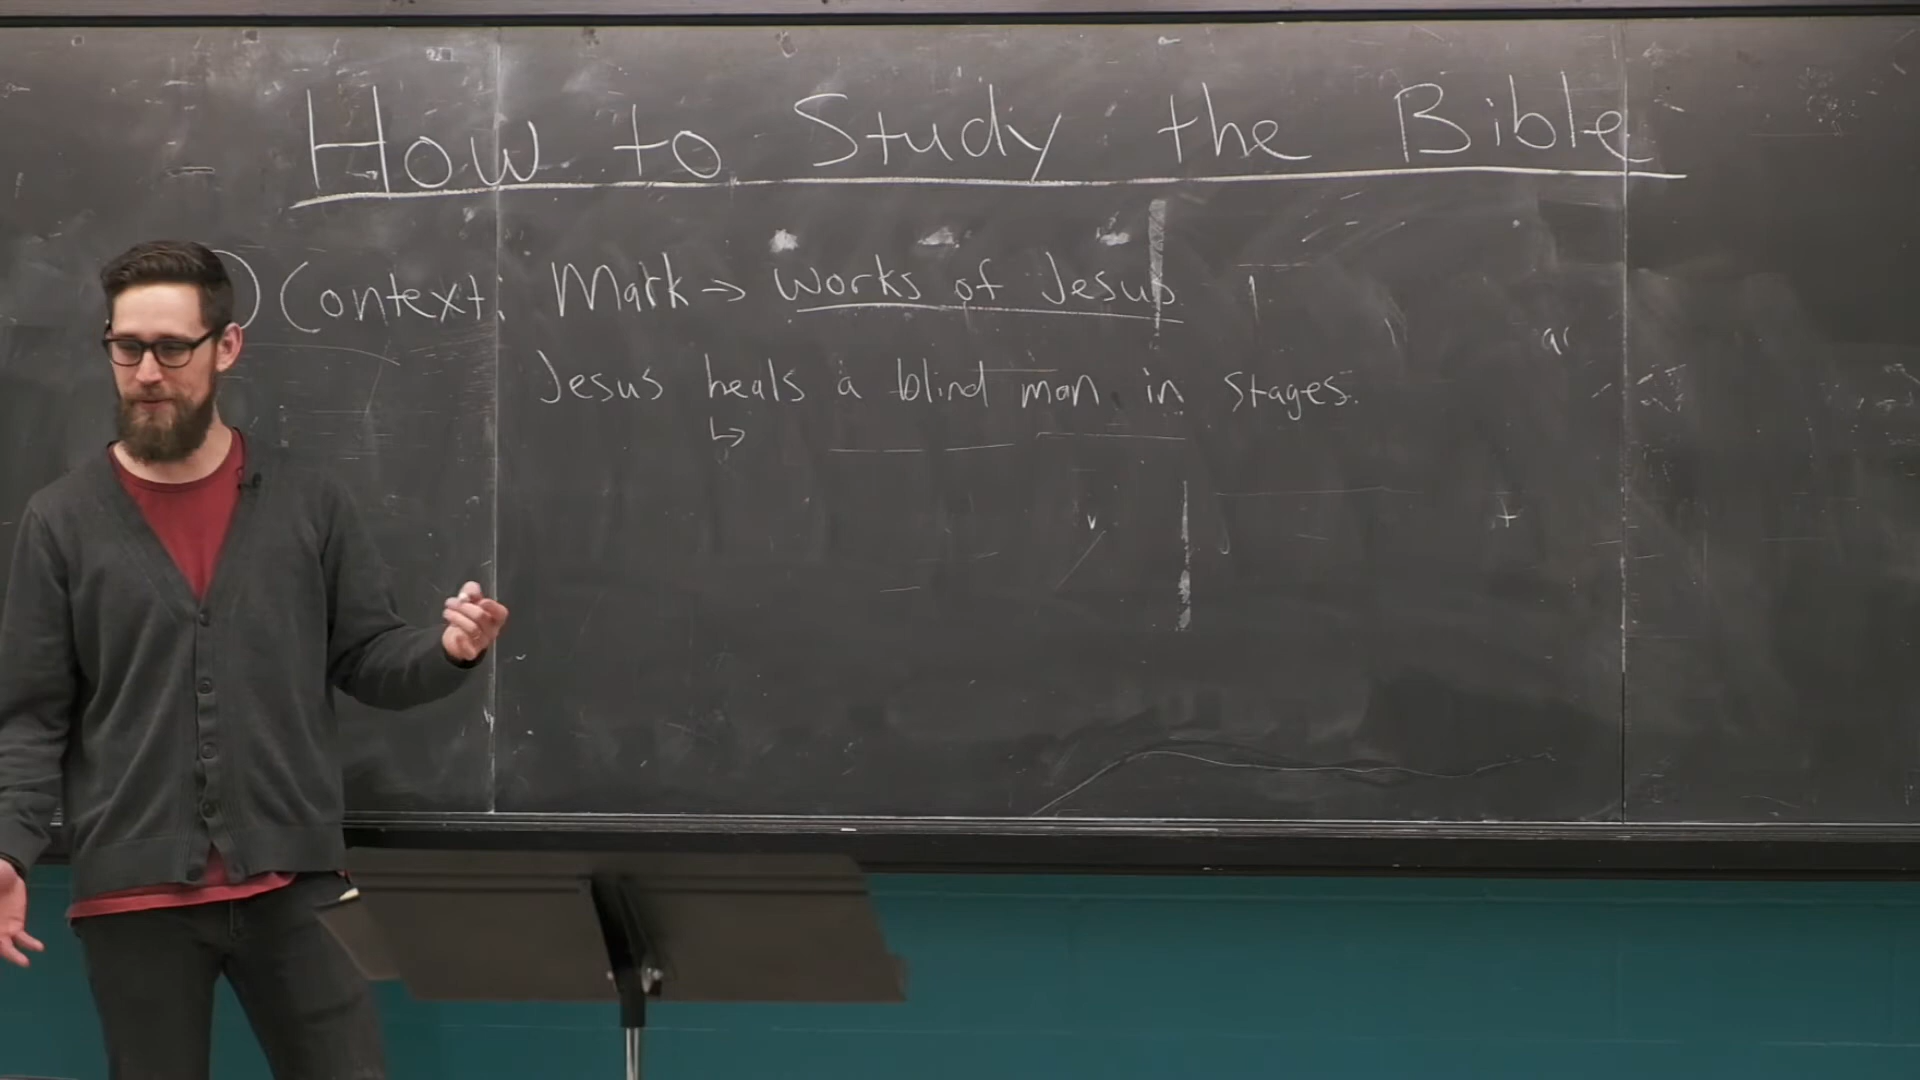 How to Study the Bible
) Context: Mark → works of Jesus
Jesus heals a blind man in stages.
↳